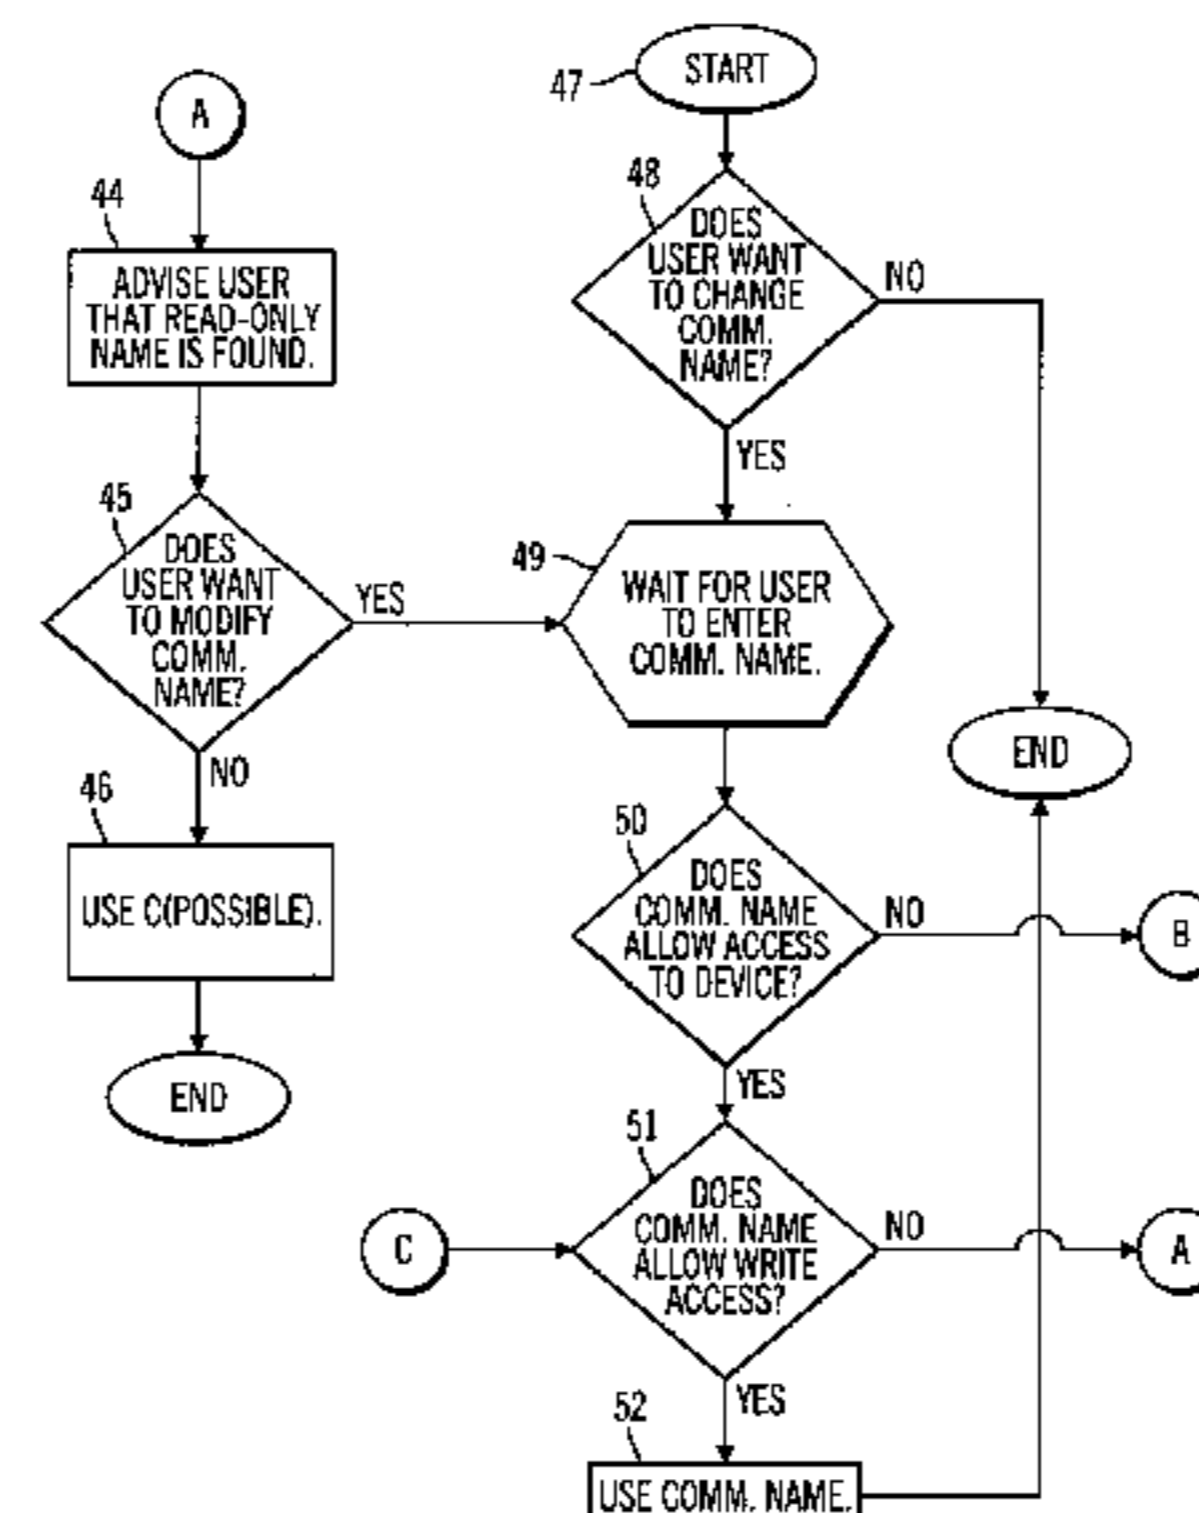 A
44
ADVISE USER
THAT READ-ONLY
NAME IS FOUND.
45
DOES
USER WANT
TO MODIFY
COMM.
NAME?
YES
NO
46
USE C(POSSIBLE).
END
47
START
48
DOES
USER WANT
TO CHANGE
COMM.
NAME?
NO
YES
49
WAIT FOR USER
TO ENTER
COMM. NAME.
END
50
DOES
COMM. NAME
ALLOW ACCESS
TO DEVICE?
NO
B
YES
51
C
DOES
COMM. NAME
ALLOW WRITE
ACCESS?
NO
A
YES
52
USE COMM. NAME.